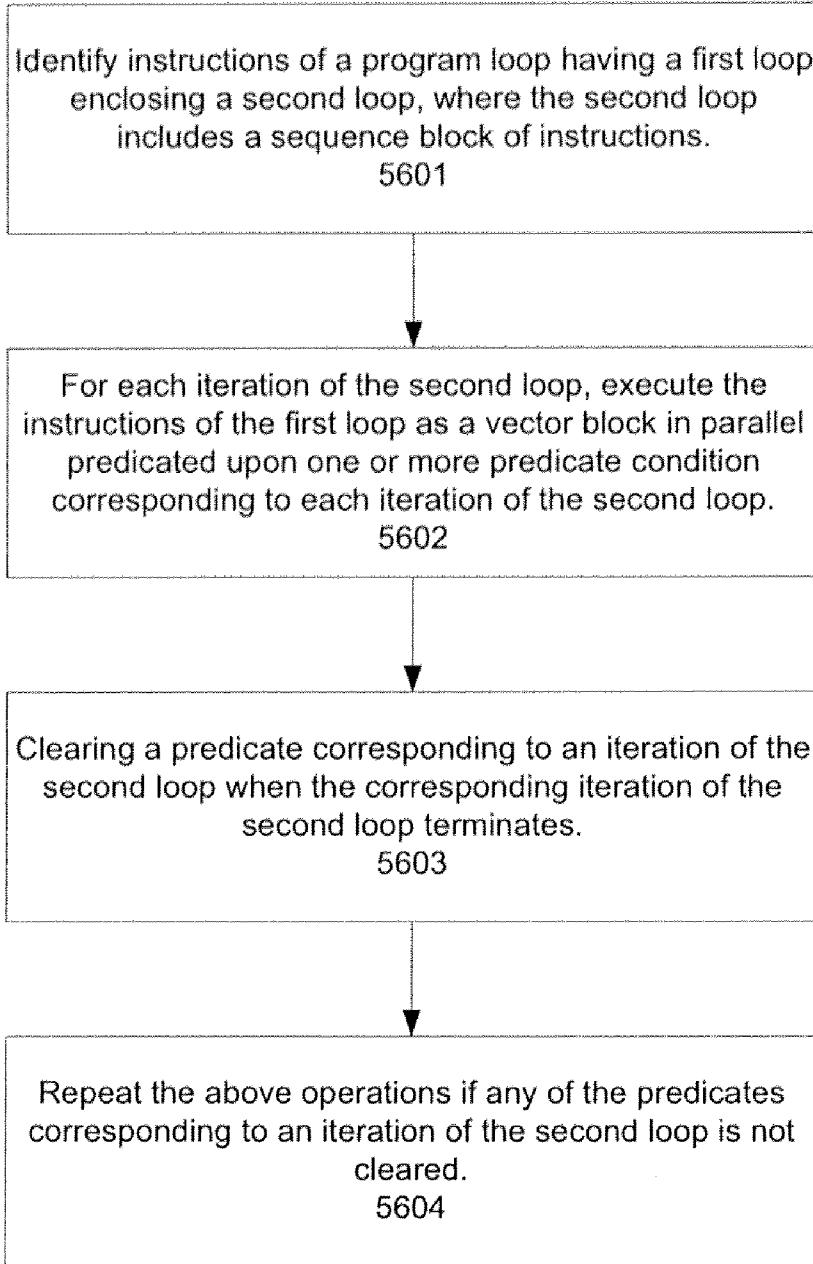 Identify instructions of a program loop having a first loop
enclosing a second loop, where the second loop
includes a sequence block of instructions.
5601
For each iteration of the second loop, execute the
instructions of the first loop as a vector block in parallel
predicated upon one or more predicate condition
corresponding to each iteration of the second loop.
5602
Clearing a predicate corresponding to an iteration of the
second loop when the corresponding iteration of the
second loop terminates.
5603
Repeat the above operations if any of the predicates
corresponding to an iteration of the second loop is not
cleared.
5604